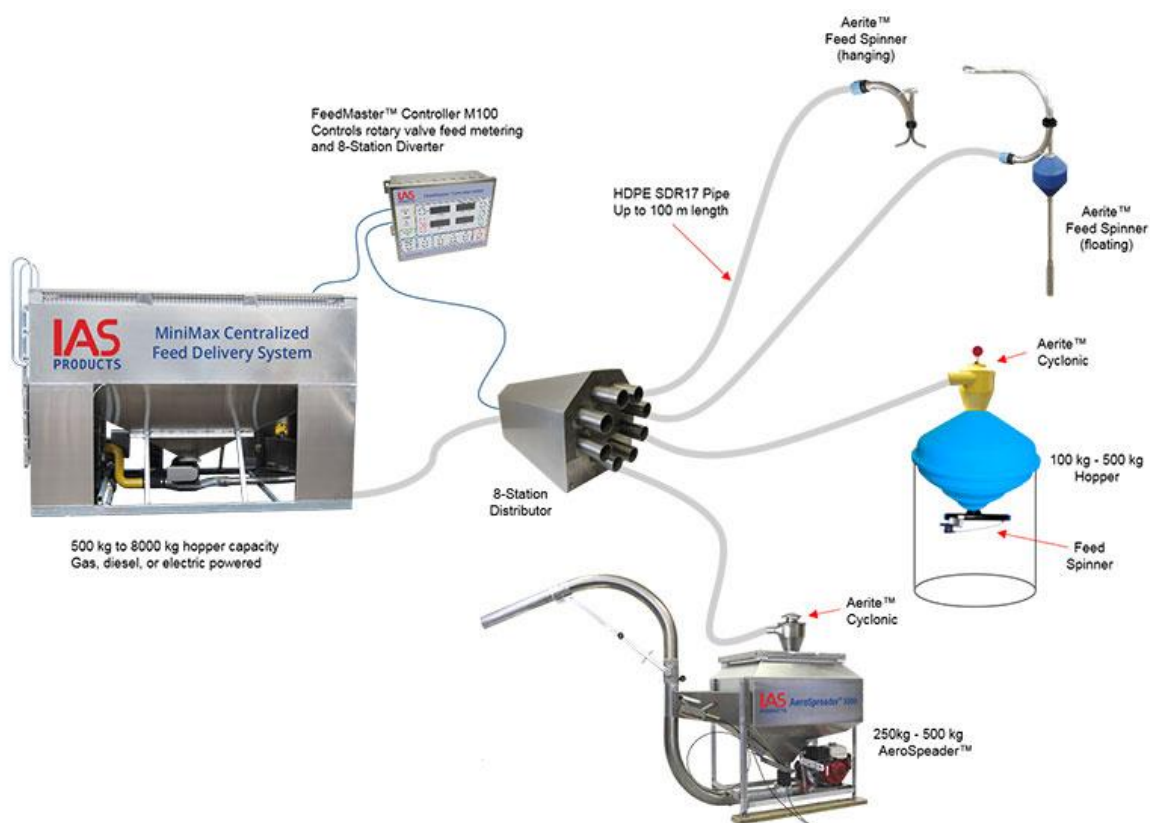 Aerite™
Feed Spinner
(hanging)
FeedMaster™ Controller M100
Controls rotary valve feed metering
and 8-Station Diverter
IAS
HDPE SDR17 Pipe
Up to 100 m length
Aerite™
Feed Spinner
(floating)
IAS
PRODUCTS
MiniMax Centralized
Feed Delivery System
Aerite™
Cyclonic
100 kg - 500 kg
Hopper
8-Station
Distributor
Feed
Spinner
500 kg to 8000 kg hopper capacity
Gas, diesel, or electric powered
Aerite™
Cyclonic
IAS
PRODUCTS
AeroSpreader™
250kg - 500 kg
AeroSpeader™